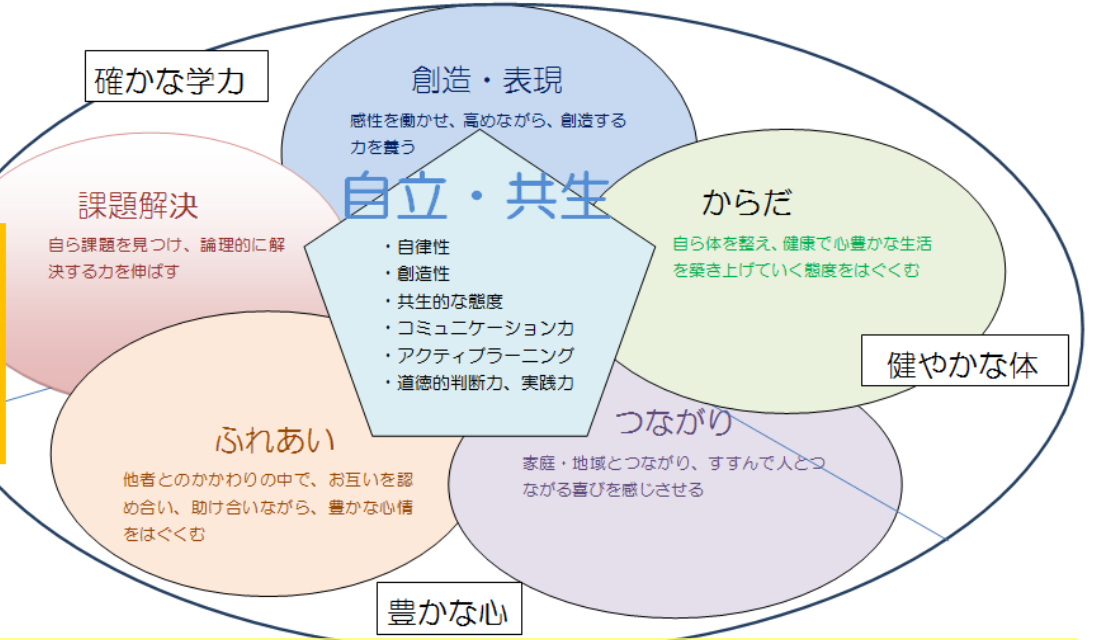 確かな学力
創造・表現
感性を働かせ、高めながら、創造する
力を養う
自立・共生
・自律性
・創造性
・共生的な態度
・コミュニケーション力
・アクティブラーニング
・道徳的判断力、実践力
課題解決
自ら課題を見つけ、論理的に解
決する力を伸ばす
からだ
自ら体を整え、健康で心豊かな生活
を築き上げていく態度をはぐくむ
健やかな体
ふれあい
他者とのかかわりの中で、お互いを認
め合い、助け合いながら、豊かな心情
をはぐくむ
つながり
家庭・地域とつながり、すすんで人とつ
ながる喜びを感じさせる
豊かな心